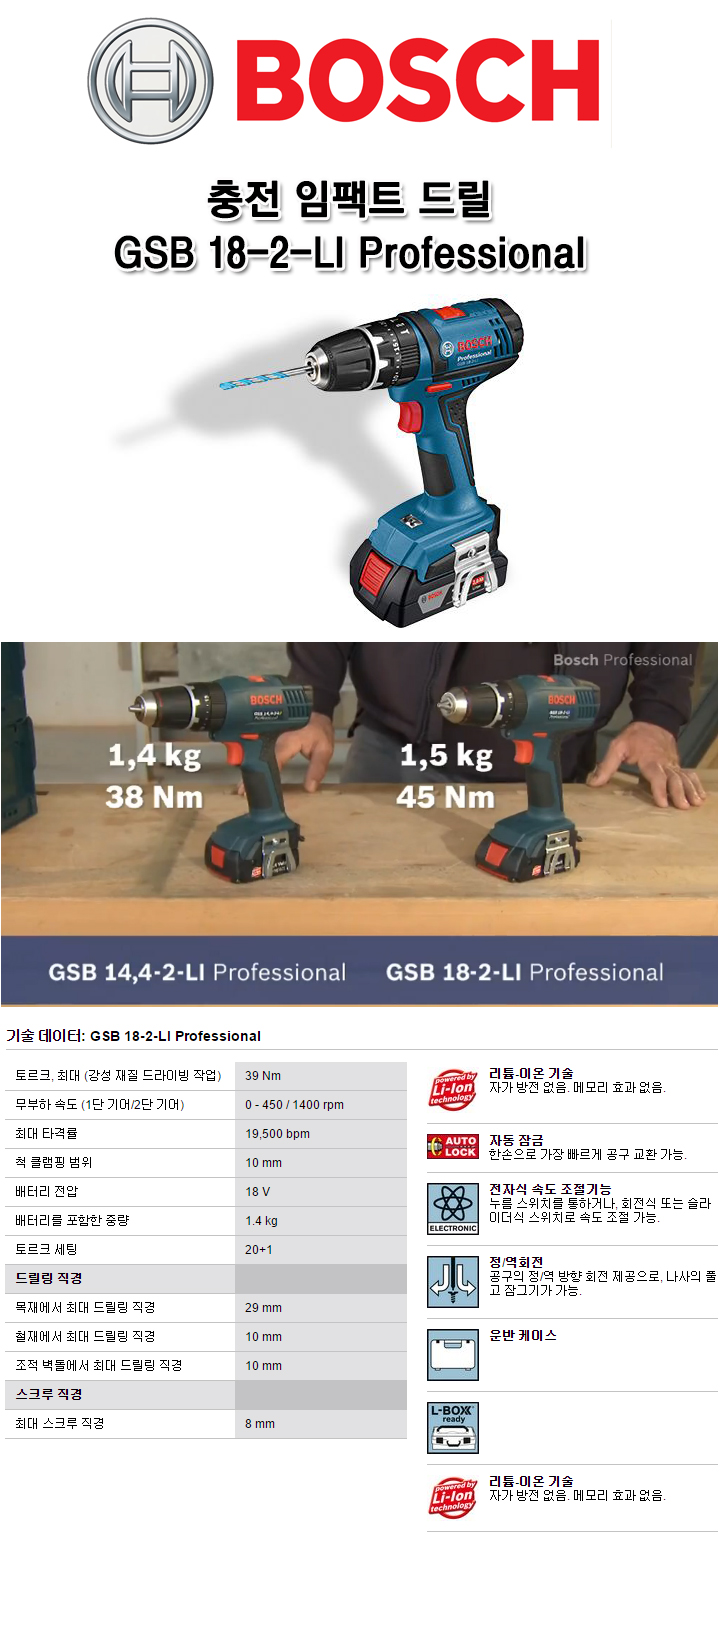 BOSCH
충전 임팩트 드릴
GSB 18-2-LI Professional
BOSCH
Professional
BOSCH
Bosch Professional
BOSCH
Professional
BOSCH
Professional
1,4 kg
38 Nm
1,5 kg
45 Nm
GSB 14,4-2-LI Professional
GSB 18-2-LI Professional
기술 데이터: GSB 18-2-LI Professional
토르크, 최대 (강성 재질 드라이빙 작업) 39 Nm
무부하 속도 (1단 기어/2단 기어) 0 - 450 / 1400 rpm
최대 타격률 19,500 bpm
척 클램핑 범위 10 mm
배터리 전압 18 V
배터리를 포함한 중량 1.4 kg
토르크 세팅 20+1
드릴링 직경
목재에서 최대 드릴링 직경 29 mm
철재에서 최대 드릴링 직경 10 mm
조적 벽돌에서 최대 드릴링 직경 10 mm
스크루 직경
최대 스크루 직경 8 mm
powered by
Li-Ion
technology
리튬-이온 기술
자가 방전 없음. 메모리 효과 없음.
AUTO
LOCK
자동 잠금
한손으로 가장 빠르게 공구 교환 가능.
ELECTRONIC
전자식 속도 조절기능
누를 스위치를 통하거나, 회전식 또는 슬라
이더식 스위치로 속도 조절 가능.
정/역회전
공구의 정/역 방향 회전 제공으로, 나사의 풀
고 잠그기가 가능.
운반 케이스
L-BOXX
ready
powered by
Li-Ion
technology
리튬-이온 기술
자가 방전 없음. 메모리 효과 없음.